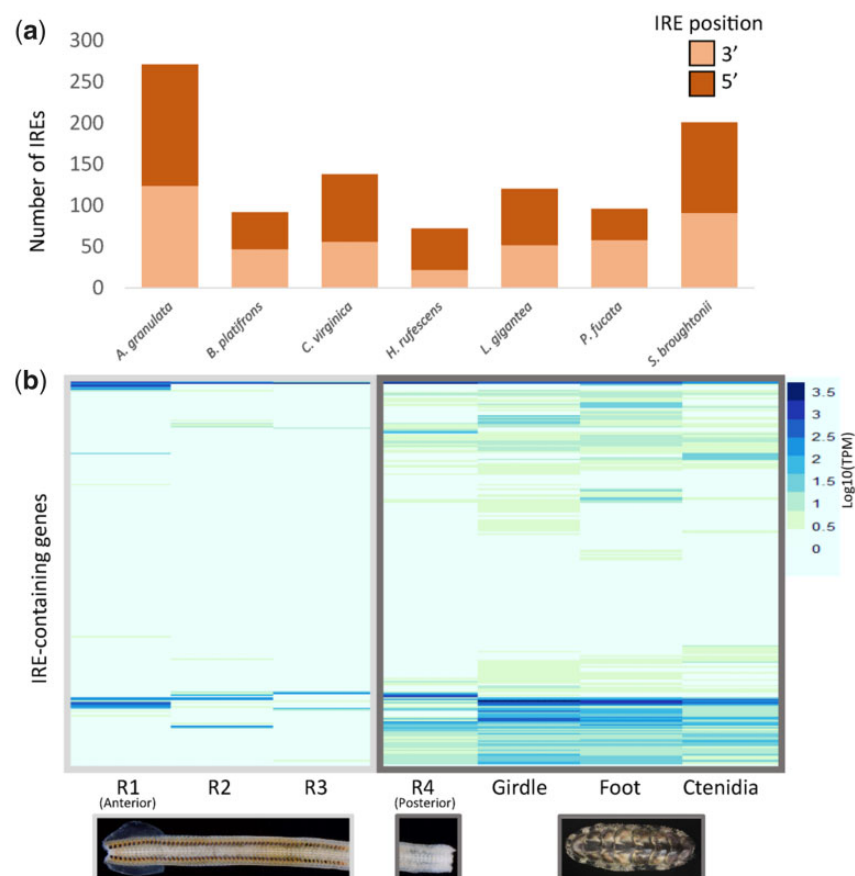 (a)
IRE position
3’
5’
Number of IREs
300
250
200
150
100
50
0
A. granulata
B. platifrons
C. virginica
H. rufescens
L. gigantea
P. fucata
S. broughtonii
(b)
IRE-containing genes
3.5
3
2.5
2
1.5
1
0.5
0
Log10(TPM)
R1 R2 R3 R4 Girdle Foot Ctenidia
(Anterior) (Posterior)